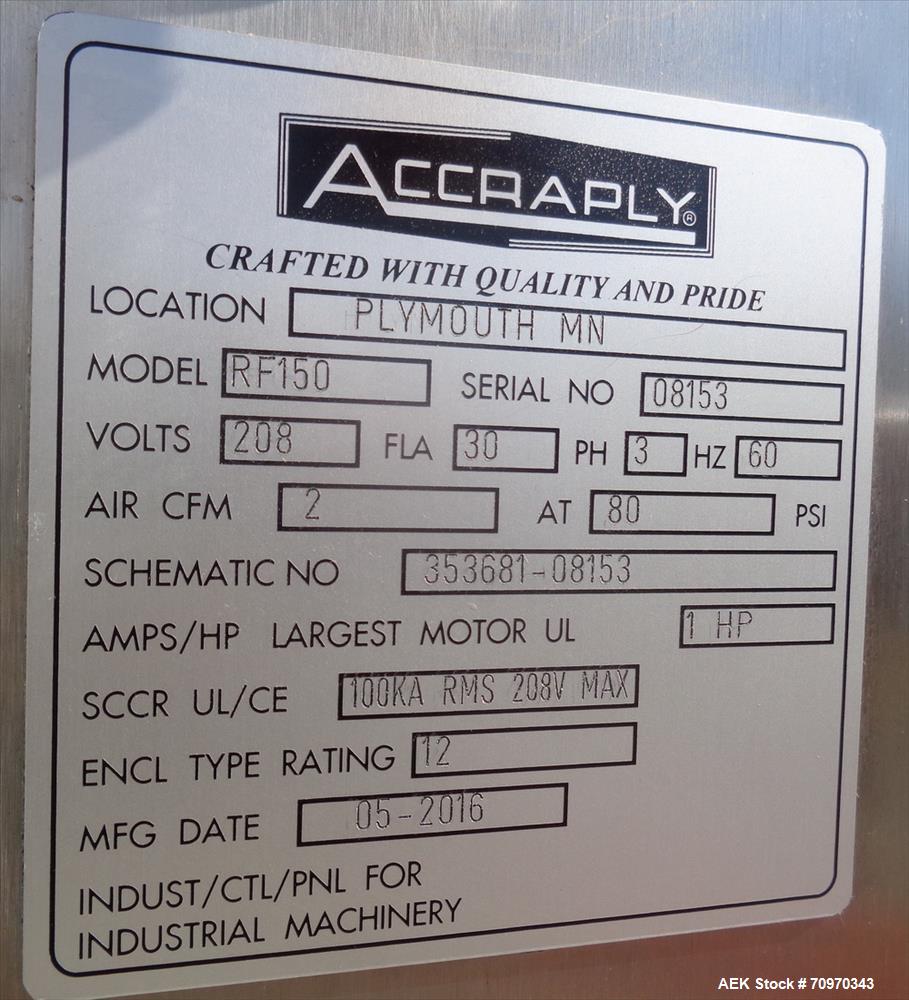 ACCRAPLY®
CRAFTED WITH QUALITY AND PRIDE
LOCATION PLYMOUTH MN
MODEL RF150 SERIAL NO 08153
VOLTS 208 FLA 30 PH 3 HZ 60
AIR CFM 2 AT 80 PSI
SCHEMATIC NO 353681-08153
AMPS/HP LARGEST MOTOR UL 1 HP
SCCR UL/CE 100KA RMS 208V MAX
ENCL TYPE RATING 12
MFG DATE 05-2016
INDUST/CTL/PNL FOR
INDUSTRIAL MACHINERY
AEK Stock # 70970343